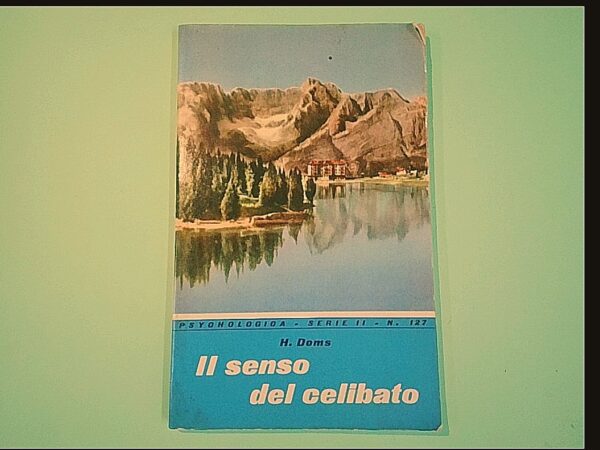 PSYCHOLOGICA - SERIE II - N. 127
H. Doms
Il senso
del celibato